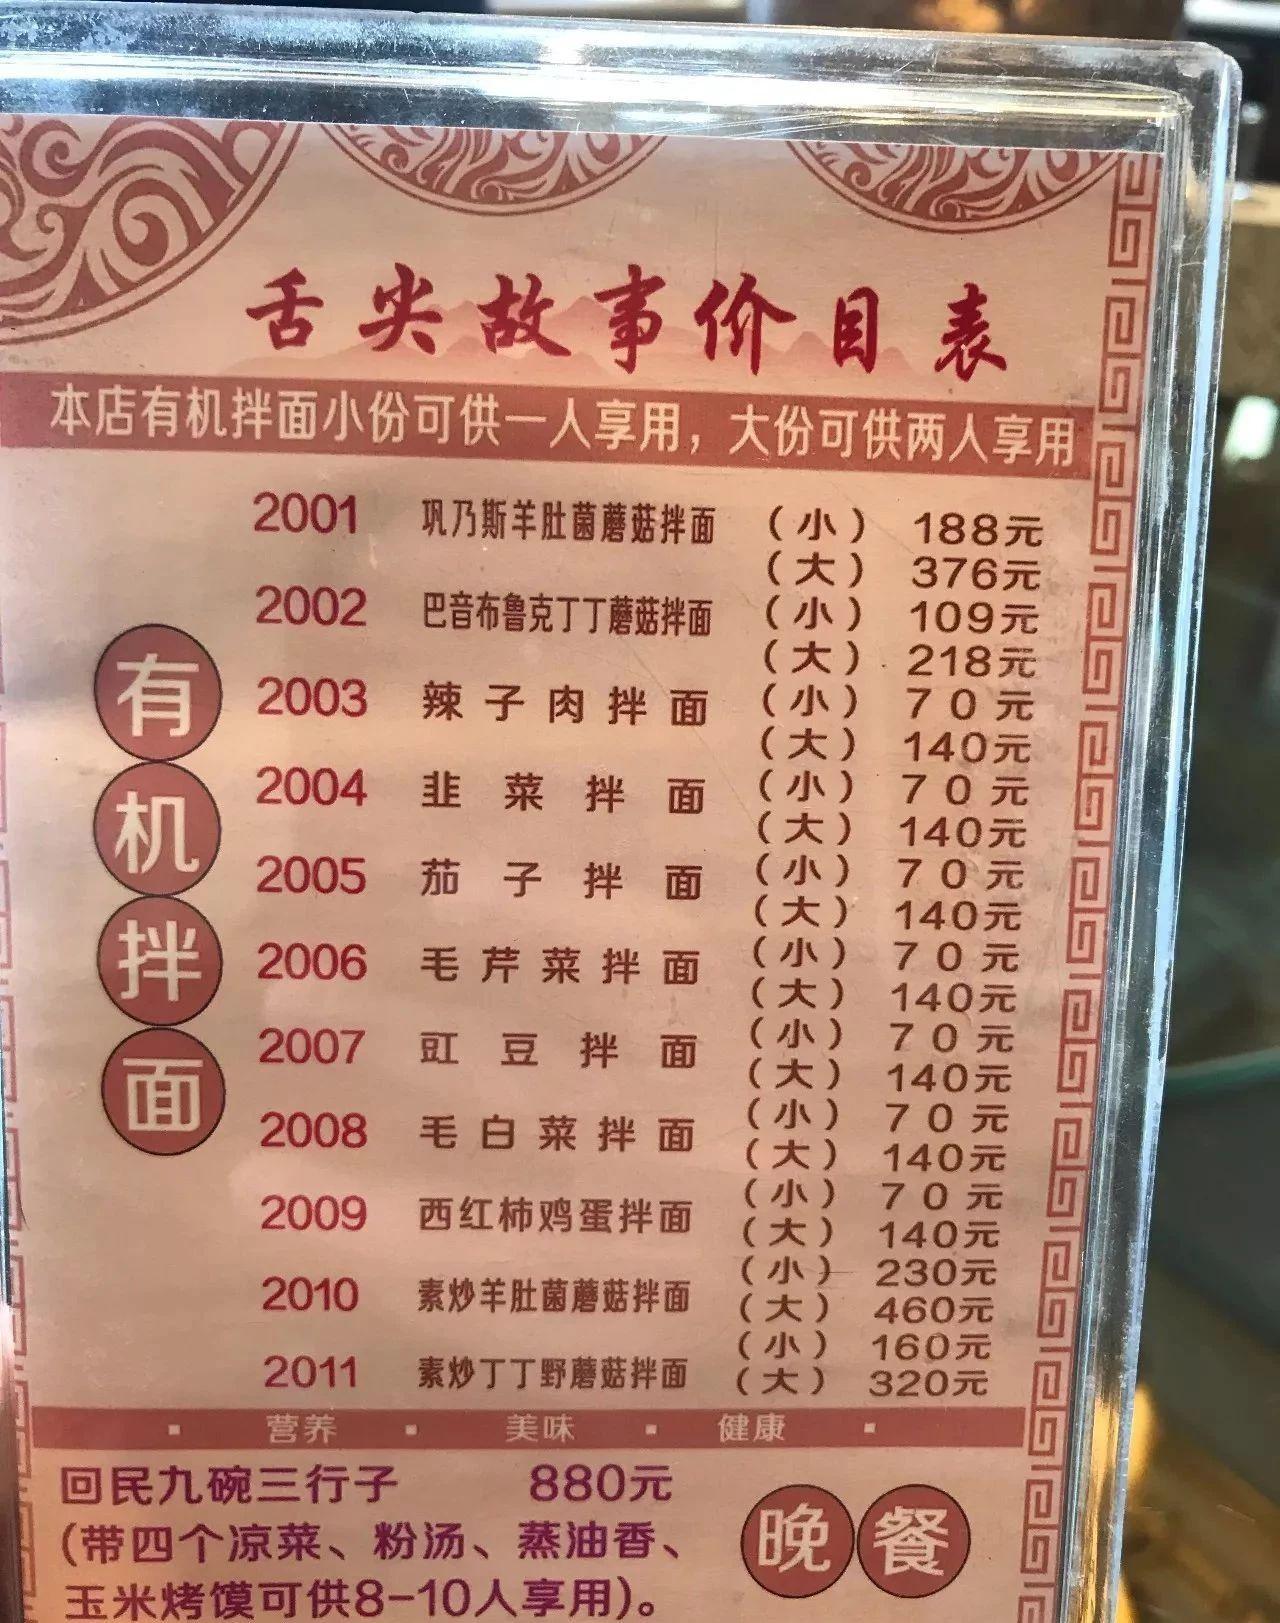 舌尖故事价目表
本店有机拌面小份可供一人享用，大份可供两人享用
有机拌面
2001 巩乃斯羊肚菌蘑菇拌面 （小） 188元
（大） 376元
2002 巴音布鲁克丁丁蘑菇拌面 （小） 109元
（大） 218元
2003 辣子肉拌面 （小） 70元
（大） 140元
2004 韭菜拌面 （小） 70元
（大） 140元
2005 茄子拌面 （小） 70元
（大） 140元
2006 毛芹菜拌面 （小） 70元
（大） 140元
2007 豇豆拌面 （小） 70元
（大） 140元
2008 毛白菜拌面 （小） 70元
（大） 140元
2009 西红柿鸡蛋拌面 （小） 70元
（大） 140元
2010 素炒羊肚菌蘑菇拌面 （小） 230元
（大） 460元
2011 素炒丁丁野蘑菇拌面 （小） 160元
（大） 320元
· 营养 · 美味 · 健康 ·
回民九碗三行子 880元
(带四个凉菜、粉汤、蒸油香、
玉米烤馍可供8-10人享用)。
晚餐